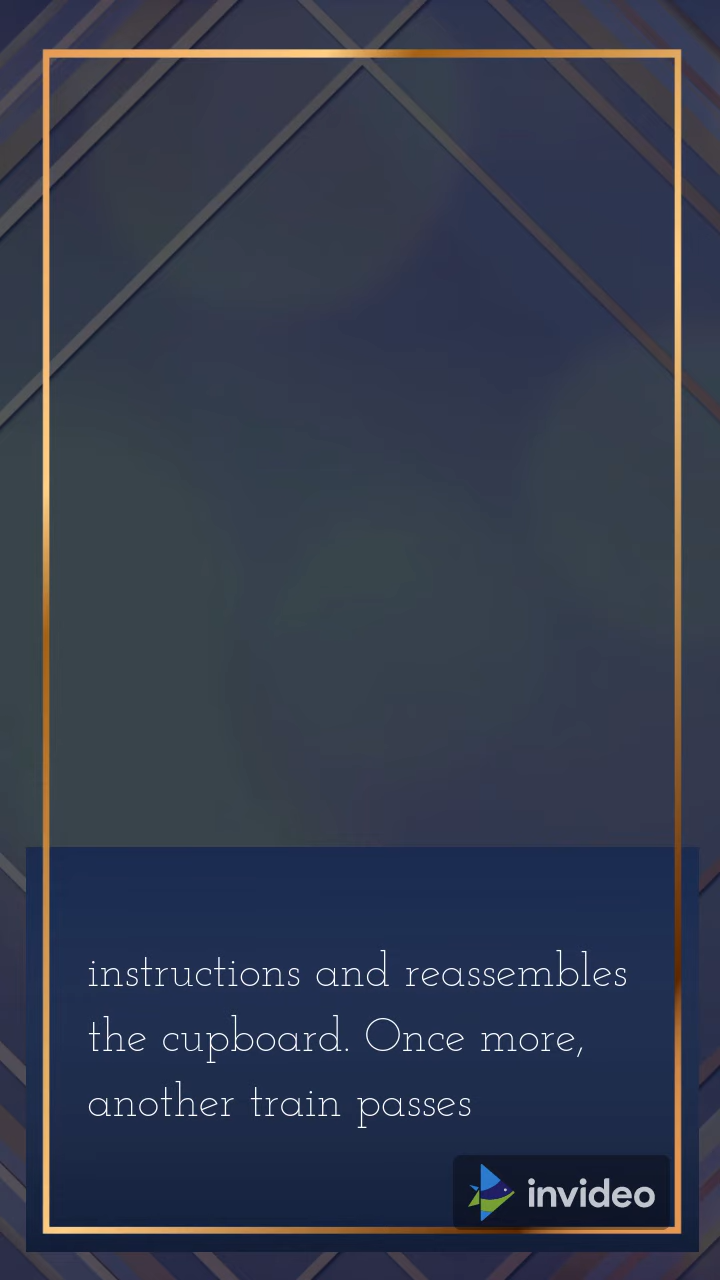 instructions and reassembles
the cupboard. Once more,
another train passes
invideo